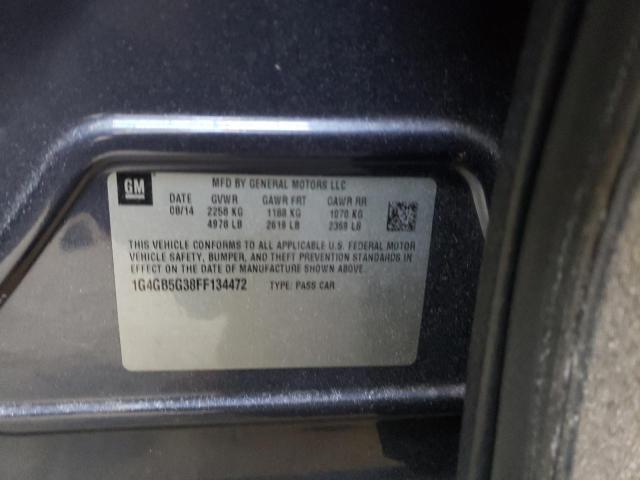 GM
MFD BY GENERAL MOTORS LLC
DATE GVWR GAWR FRT GAWR RR
08/14 2258 KG 1188 KG 1070 KG
4978 LB 2619 LB 2359 LB
THIS VEHICLE CONFORMS TO ALL APPLICABLE U.S. FEDERAL MOTOR
VEHICLE SAFETY, BUMPER, AND THEFT PREVENTION STANDARDS
IN EFFECT ON THE DATE OF MANUFACTURE SHOWN ABOVE.
1G4GB5G38FF134472 TYPE: PASS CAR